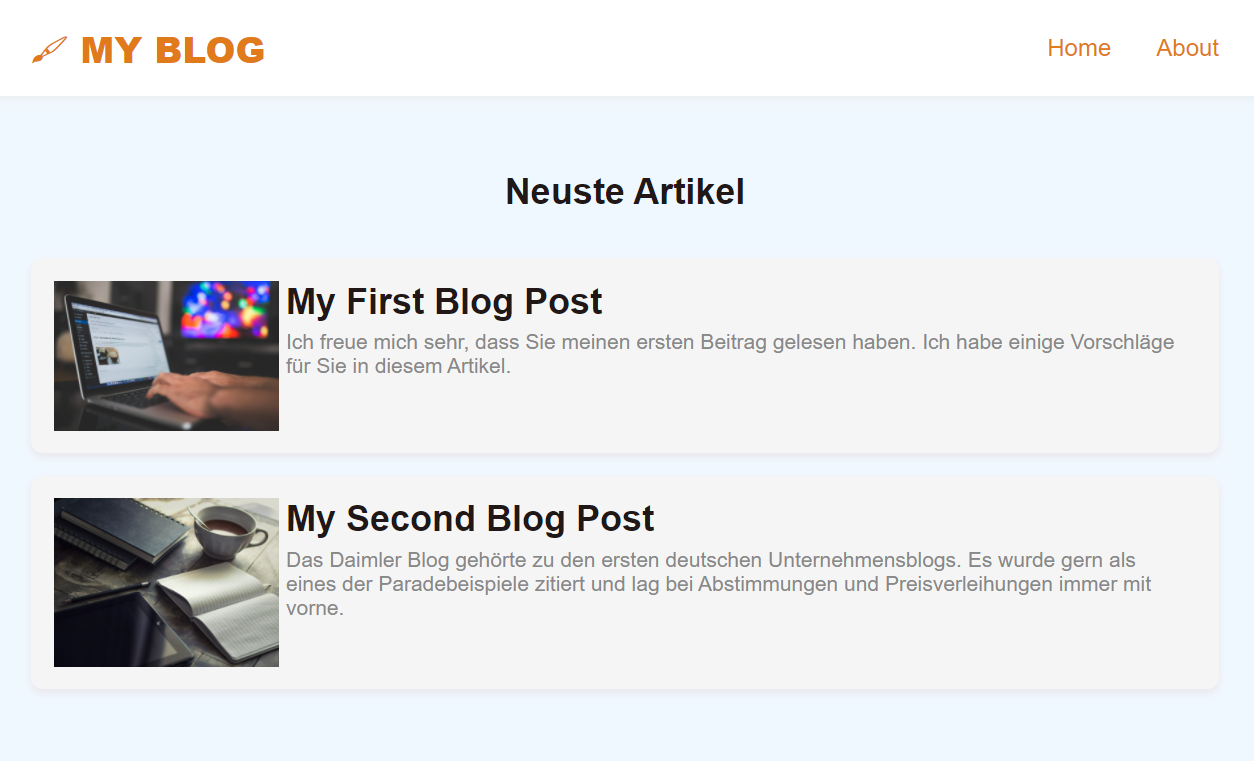 MY BLOG
Home About
Neuste Artikel
My First Blog Post
Ich freue mich sehr, dass Sie meinen ersten Beitrag gelesen haben. Ich habe einige Vorschläge
für Sie in diesem Artikel.
My Second Blog Post
Das Daimler Blog gehörte zu den ersten deutschen Unternehmensblogs. Es wurde gern als
eines der Paradebeispiele zitiert und lag bei Abstimmungen und Preisverleihungen immer mit
vorne.